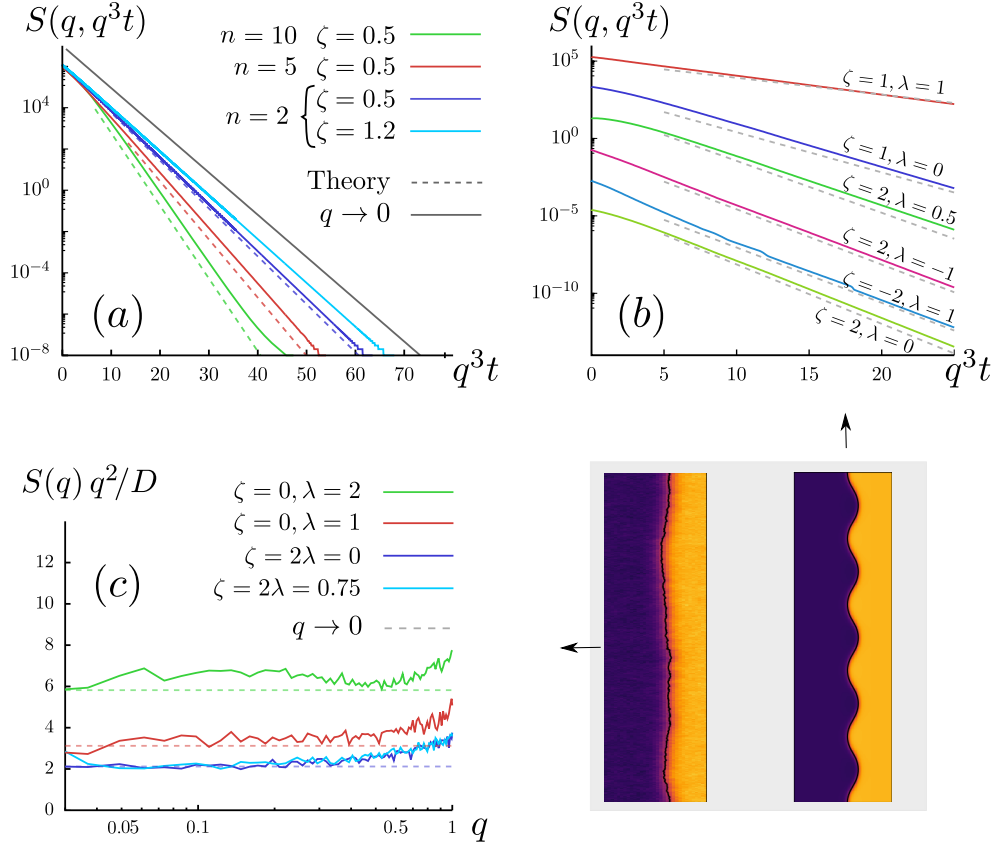 S(q, q³t)
n = 10 ζ = 0.5
n = 5 ζ = 0.5
n = 2 { ζ = 0.5
ζ = 1.2
Theory
q → 0
10⁴
10⁰
10⁻⁴
10⁻⁸
(a)
0 10 20 30 40 50 60 70 q³t
S(q, q³t)
10⁵
10⁰
10⁻⁵
10⁻¹⁰
ζ = 1, λ = 1
ζ = 1, λ = 0
ζ = 2, λ = 0.5
ζ = 2, λ = −1
ζ = −2, λ = 1
ζ = 2, λ = 0
(b)
0 5 10 15 20 q³t
S(q) q²/D
ζ = 0, λ = 2
ζ = 0, λ = 1
ζ = 2λ = 0
ζ = 2λ = 0.75
q → 0
(c)
12
10
8
6
4
2
0
0.05 0.1 0.5 1 q